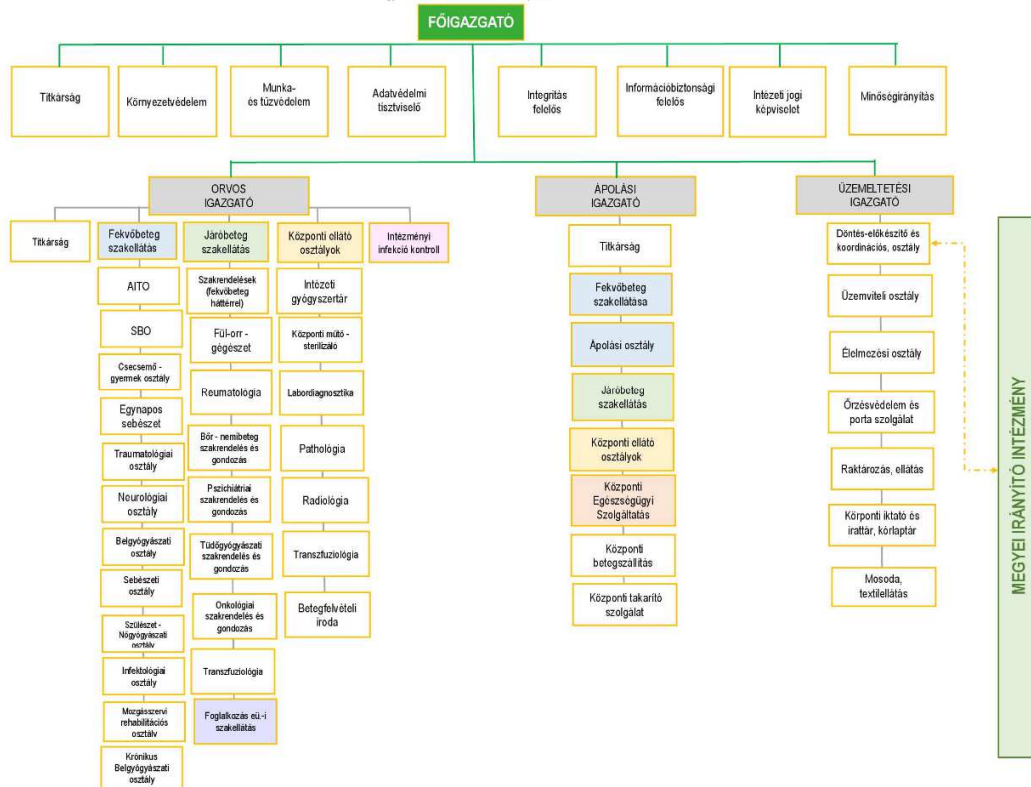 FŐIGAZGATÓ
Titkárság
Környezetvédelem
Munka-
és tűzvédelem
Adatvédelmi
tisztviselő
Integritás
felelős
Információbiztonsági
felelős
Intézeti jogi
képviselet
Minőségirányítás
ORVOS
IGAZGATÓ
Titkárság
Fekvőbeteg
szakellátás
AITO
SBO
Csecsemő -
gyermek osztály
Egynapos
sebészet
Traumatológiai
osztály
Neurológiai
osztály
Belgyógyászati
osztály
Sebészeti
osztály
Szülészet -
Nőgyógyászati
osztály
Infektológiai
osztály
Mozgásszervi
rehabilitációs
osztály
Krónikus
Belgyógyászati
osztály
Járóbeteg
szakellátás
Szakrendelések
(fekvőbeteg
háttérrel)
Fül-orr -
gégészet
Reumatológia
Bőr - nemibeteg
szakrendelés és
gondozás
Pszichiátriai
szakrendelés és
gondozás
Tüdőgyógyászati
szakrendelés és
gondozás
Onkológiai
szakrendelés és
gondozás
Transzfuziológia
Foglalkozás eü.-i
szakellátás
Központi ellátó
osztályok
Intézeti
gyógyszertár
Központi műtő -
sterilizáló
Labordiagnosztika
Pathológia
Radiológia
Transzfuziológia
Betegfelvételi
iroda
Intézményi
infekció kontroll
ÁPOLÁSI
IGAZGATÓ
Titkárság
Fekvőbeteg
szakellátása
Ápolási osztály
Járóbeteg
szakellátás
Központi ellátó
osztályok
Központi
Egészségügyi
Szolgáltatás
Központi
betegszállítás
Központi takarító
szolgálat
ÜZEMELTETÉSI
IGAZGATÓ
Döntés-előkészítő és
koordinációs, osztály
Üzemviteli osztály
Élelmezési osztály
Őrzésvédelem és
porta szolgálat
Raktározás, ellátás
Körponti iktató és
irattár, kórlaptár
Mosoda,
textilellátás
MEGYEI IRÁNYÍTÓ INTÉZMÉNY